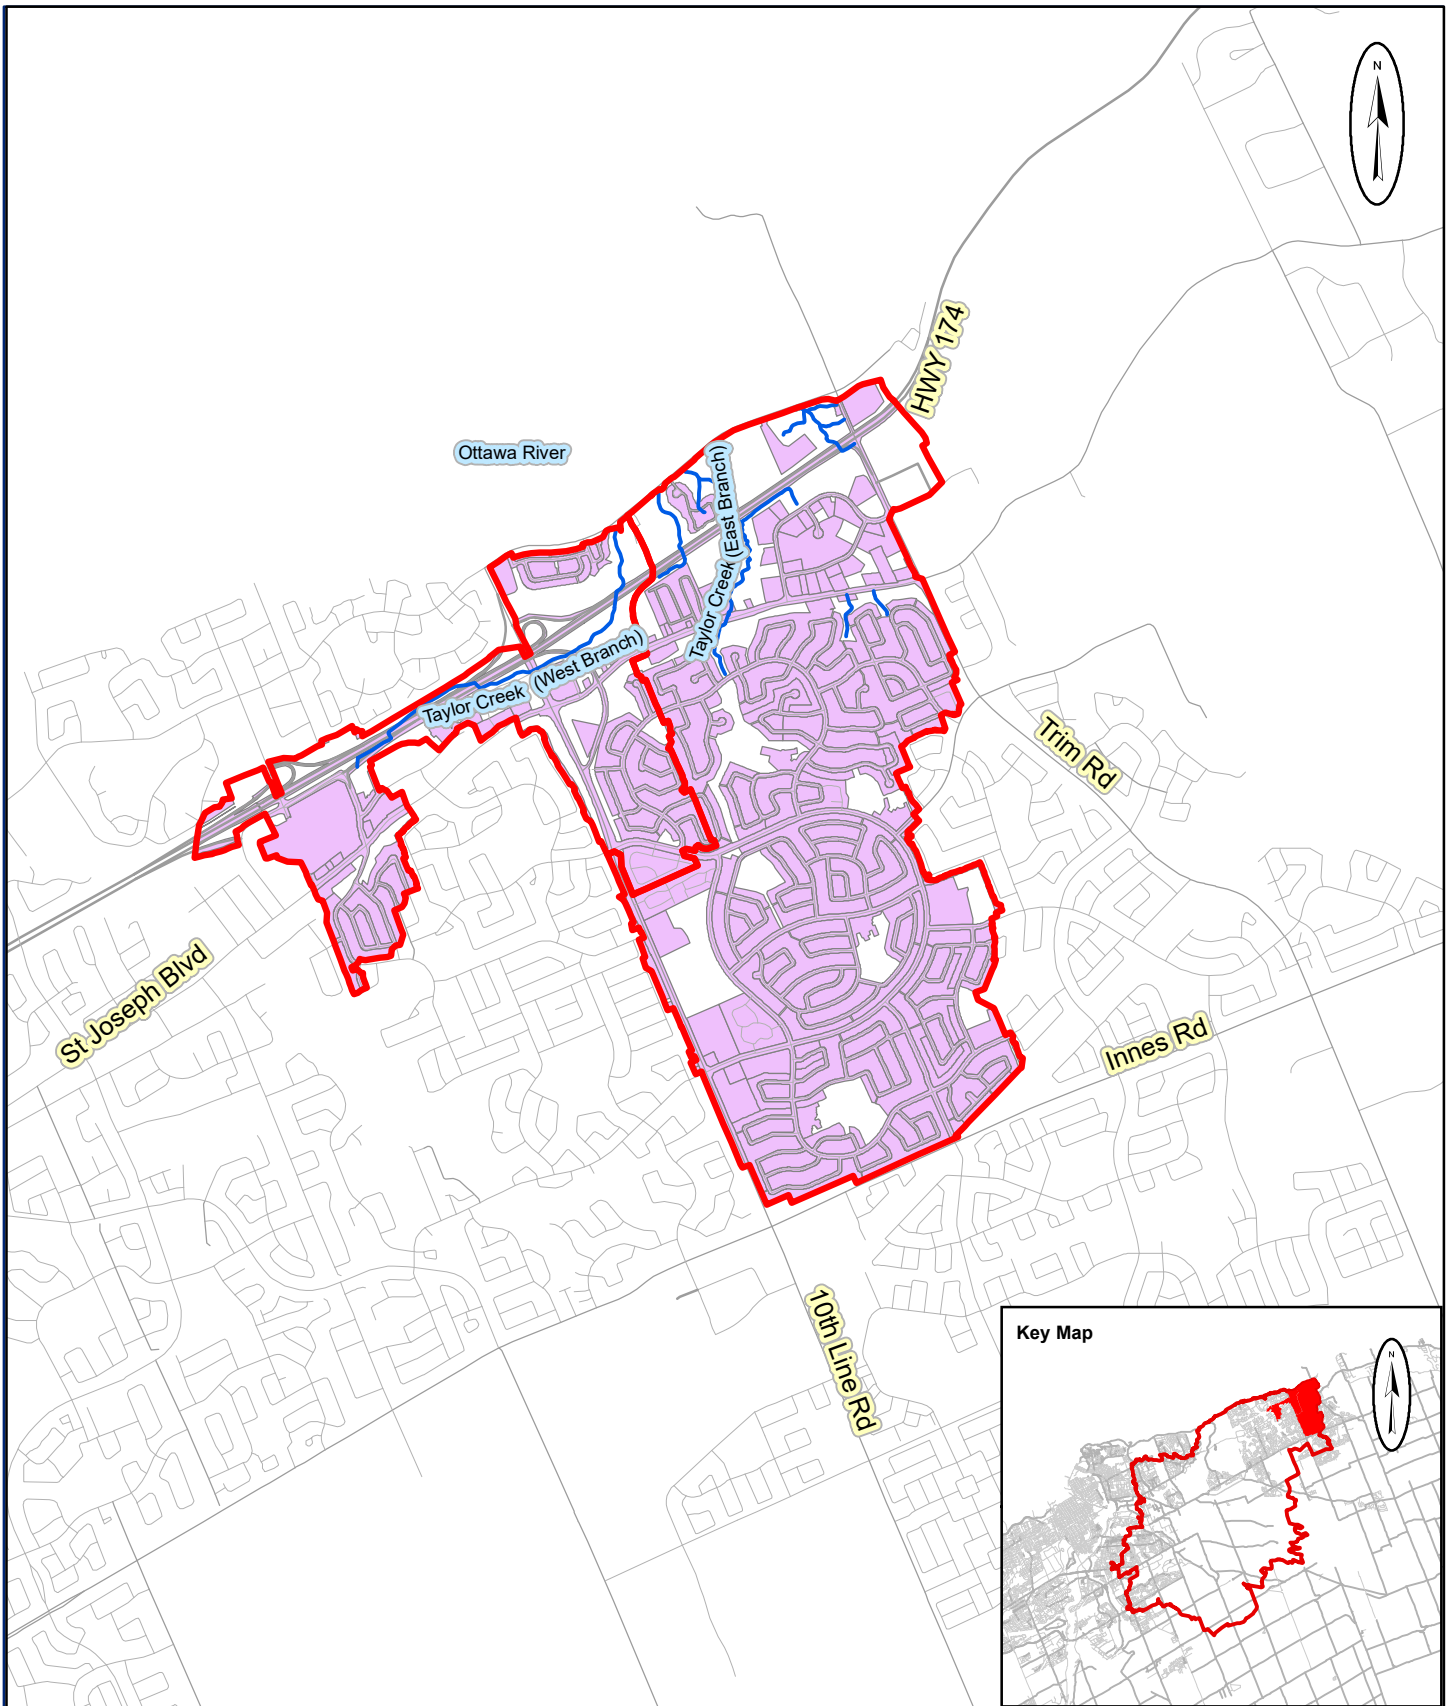 N
HWY 174
Ottawa River
Taylor Creek (East Branch)
Taylor Creek (West Branch)
Trim Rd
St Joseph Blvd
Innes Rd
10th Line Rd
Key Map
N